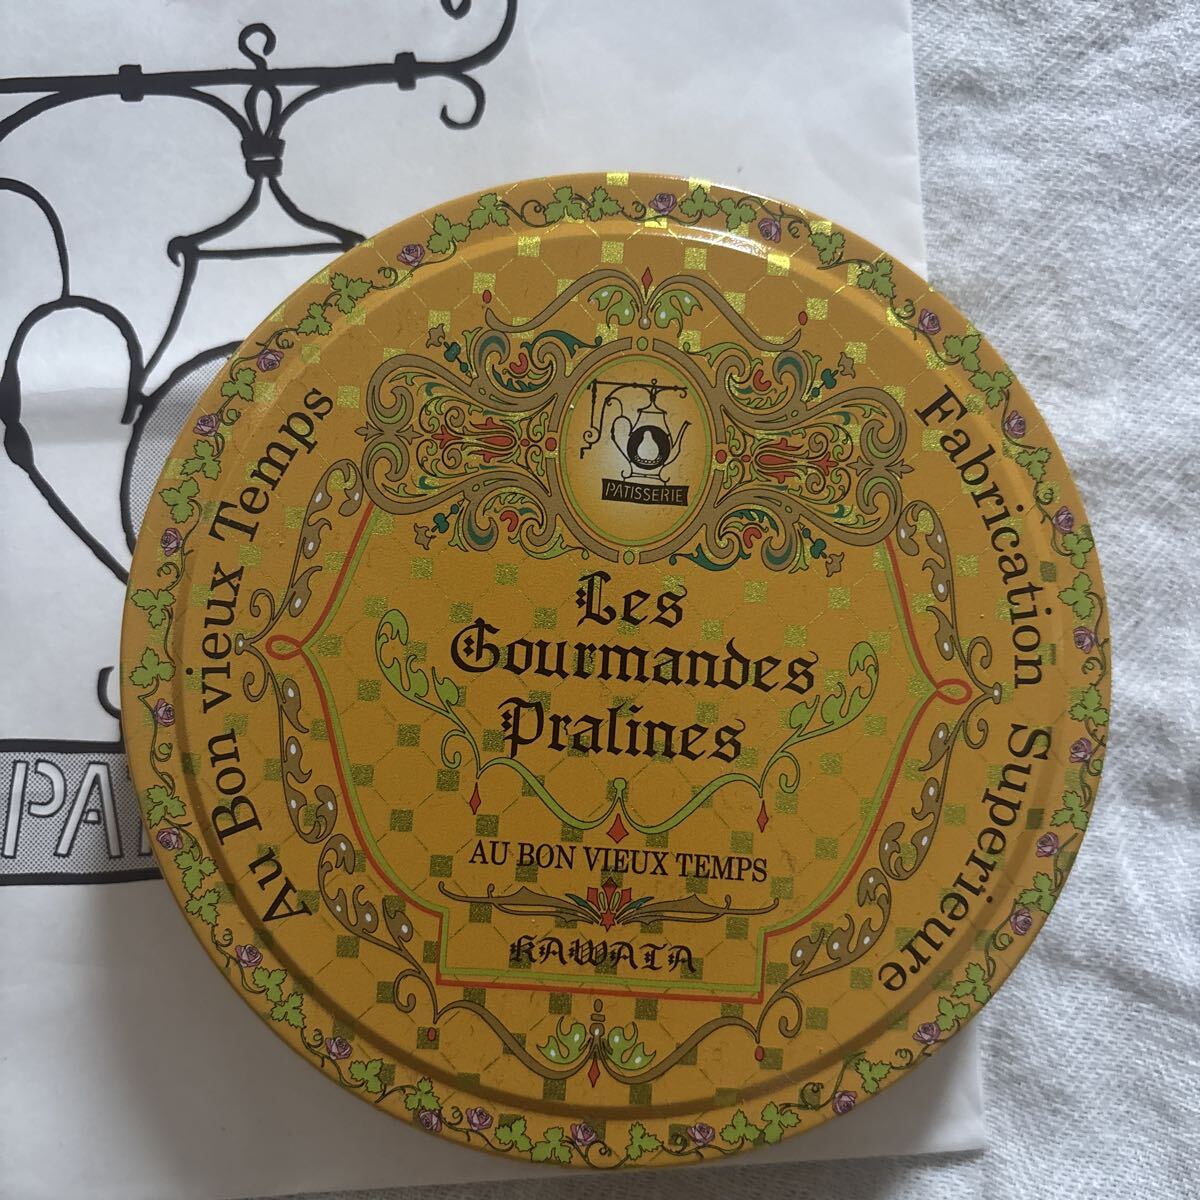 PATISSERIE
Les
Gourmandes
Pralines
AU BON VIEUX TEMPS
KAWATA
Au Bon vieux Temps
Fabrication Superieure
PA